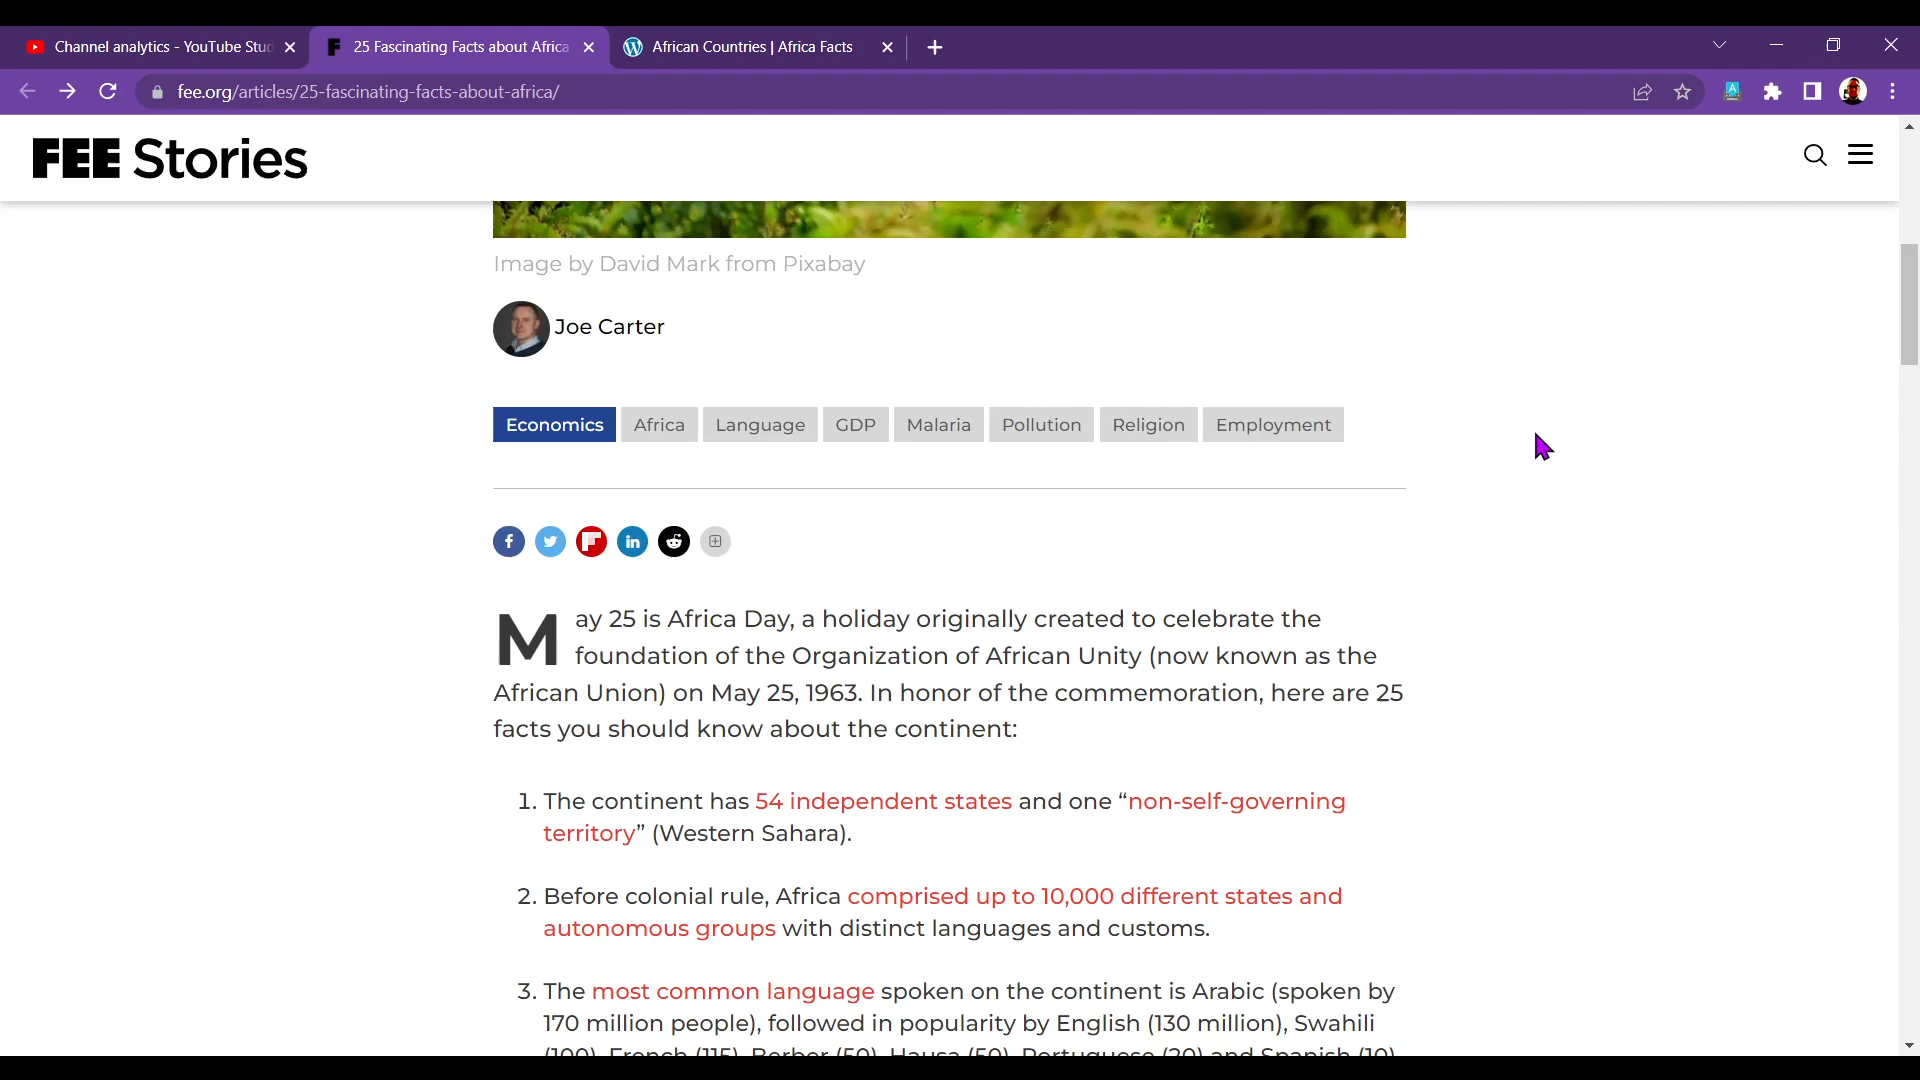 Channel analytics - YouTube Stud
25 Fascinating Facts about Africa
African Countries | Africa Facts
fee.org/articles/25-fascinating-facts-about-africa/
FEE Stories
Image by David Mark from Pixabay
Joe Carter
Economics
Africa
Language
GDP
Malaria
Pollution
Religion
Employment
May 25 is Africa Day, a holiday originally created to celebrate the
foundation of the Organization of African Unity (now known as the
African Union) on May 25, 1963. In honor of the commemoration, here are 25
facts you should know about the continent:
1. The continent has 54 independent states and one “non-self-governing
territory” (Western Sahara).
2. Before colonial rule, Africa comprised up to 10,000 different states and
autonomous groups with distinct languages and customs.
3. The most common language spoken on the continent is Arabic (spoken by
170 million people), followed in popularity by English (130 million), Swahili
(100), French (115), Berber (50), Hausa (50), Portuguese (20) and Spanish (10)